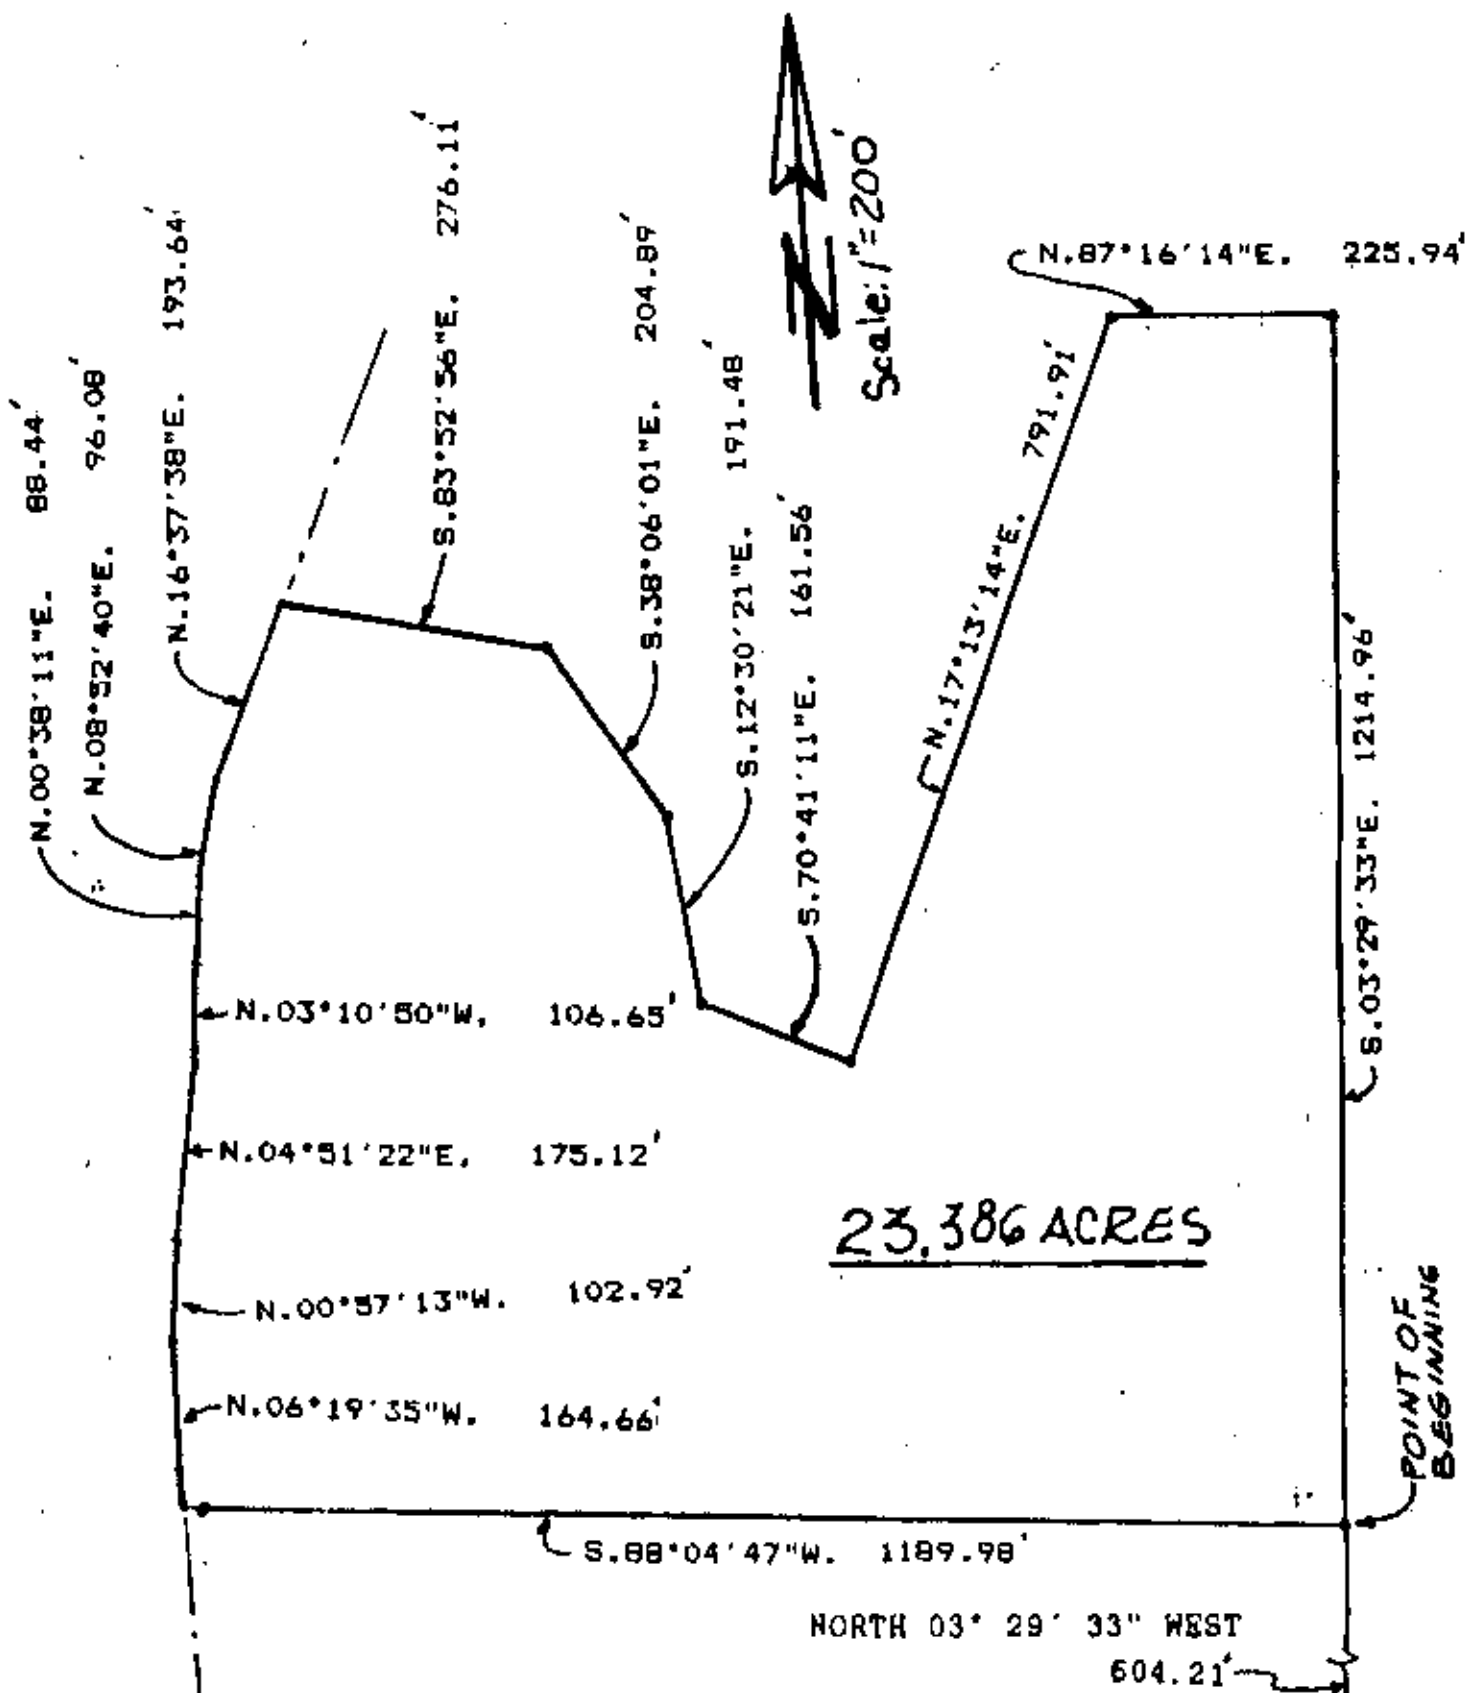 N.00°38'11"E. 88.44'
N.08°52'40"E. 96.08'
N.16°37'38"E. 193.64'
S.83°52'56"E. 276.11'
S.38°06'01"E. 204.89'
S.12°30'21"E. 191.48'
S.70°41'11"E. 161.56'
N
Scale: 1"=200'
N.87°16'14"E. 225.94'
N.17°13'14"E. 791.91'
S.03°29'33"E. 1214.96'
N.03°10'50"W. 106.65'
N.04°51'22"E. 175.12'
23.386 ACRES
N.00°57'13"W. 102.92'
N.06°19'35"W. 164.66'
POINT OF
BEGINNING
S.88°04'47"W. 1189.98'
NORTH 03° 29' 33" WEST
604.21'